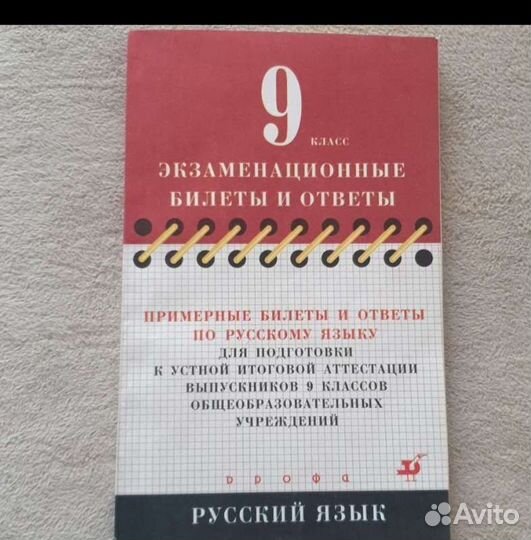 9
КЛАСС
ЭКЗАМЕНАЦИОННЫЕ
БИЛЕТЫ И ОТВЕТЫ
ПРИМЕРНЫЕ БИЛЕТЫ И ОТВЕТЫ
ПО РУССКОМУ ЯЗЫКУ
ДЛЯ ПОДГОТОВКИ
К УСТНОЙ ИТОГОВОЙ АТТЕСТАЦИИ
ВЫПУСКНИКОВ 9 КЛАССОВ
ОБЩЕОБРАЗОВАТЕЛЬНЫХ
УЧРЕЖДЕНИЙ
дрофа
РУССКИЙ ЯЗЫК
Avito